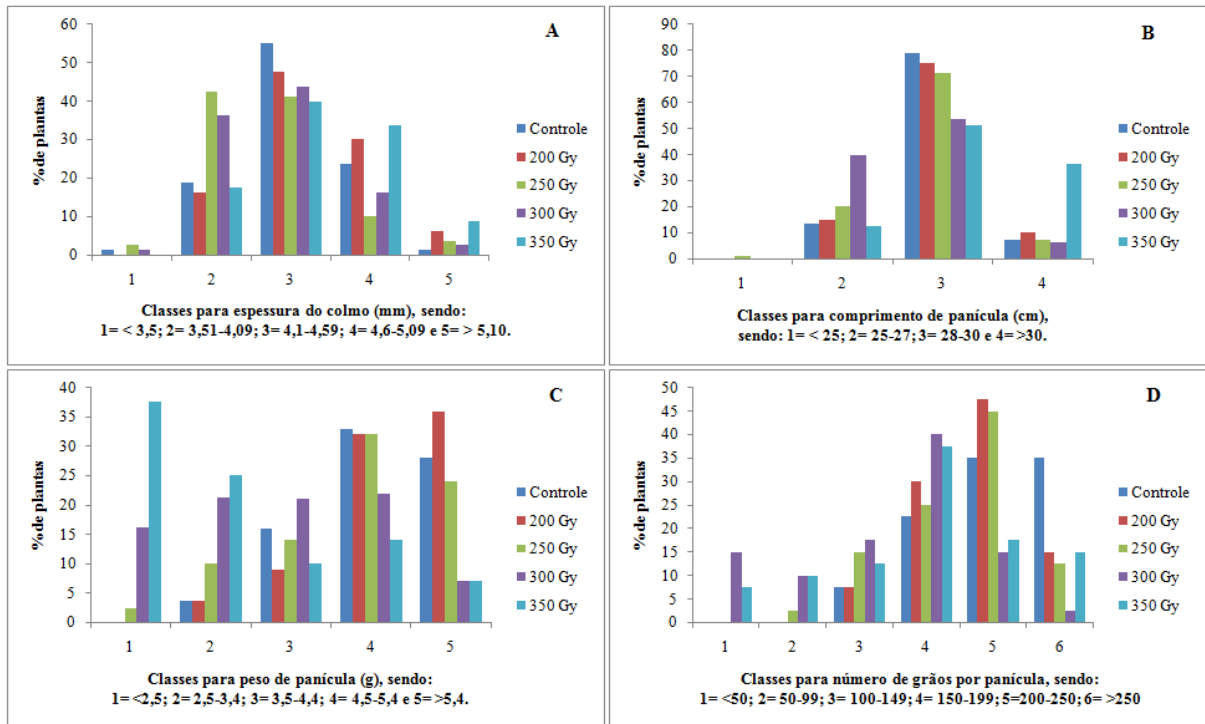 A
60
50
40
30
20
10
0
% de plantas
1 2 3 4 5
Controle
200 Gy
250 Gy
300 Gy
350 Gy
Classes para espessura do colmo (mm), sendo:
1= < 3,5; 2= 3,51-4,09; 3= 4,1-4,59; 4= 4,6-5,09 e 5= > 5,10.
B
90
80
70
60
50
40
30
20
10
0
% de plantas
1 2 3 4
Controle
200 Gy
250 Gy
300 Gy
350 Gy
Classes para comprimento de panícula (cm),
sendo: 1= < 25; 2= 25-27; 3= 28-30 e 4= >30.
C
40
35
30
25
20
15
10
5
0
% de plantas
1 2 3 4 5
Controle
200 Gy
250 Gy
300 Gy
350 Gy
Classes para peso de panícula (g), sendo:
1= <2,5; 2= 2,5-3,4; 3= 3,5-4,4; 4= 4,5-5,4 e 5= >5,4.
D
50
45
40
35
30
25
20
15
10
5
0
% de plantas
1 2 3 4 5 6
Controle
200 Gy
250 Gy
300 Gy
350 Gy
Classes para número de grãos por panícula, sendo:
1= <50; 2= 50-99; 3= 100-149; 4= 150-199; 5=200-250; 6= >250